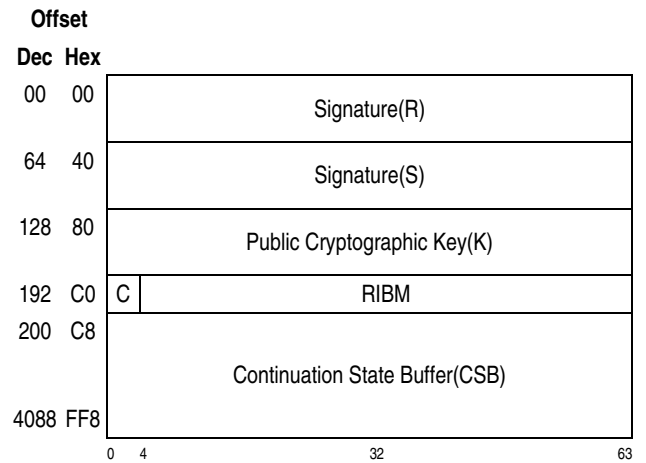 Offset
Dec Hex
00 00 Signature(R)
64 40 Signature(S)
128 80 Public Cryptographic Key(K)
192 C0 C RIBM
200 C8
Continuation State Buffer(CSB)
4088 FF8
0 4 32 63